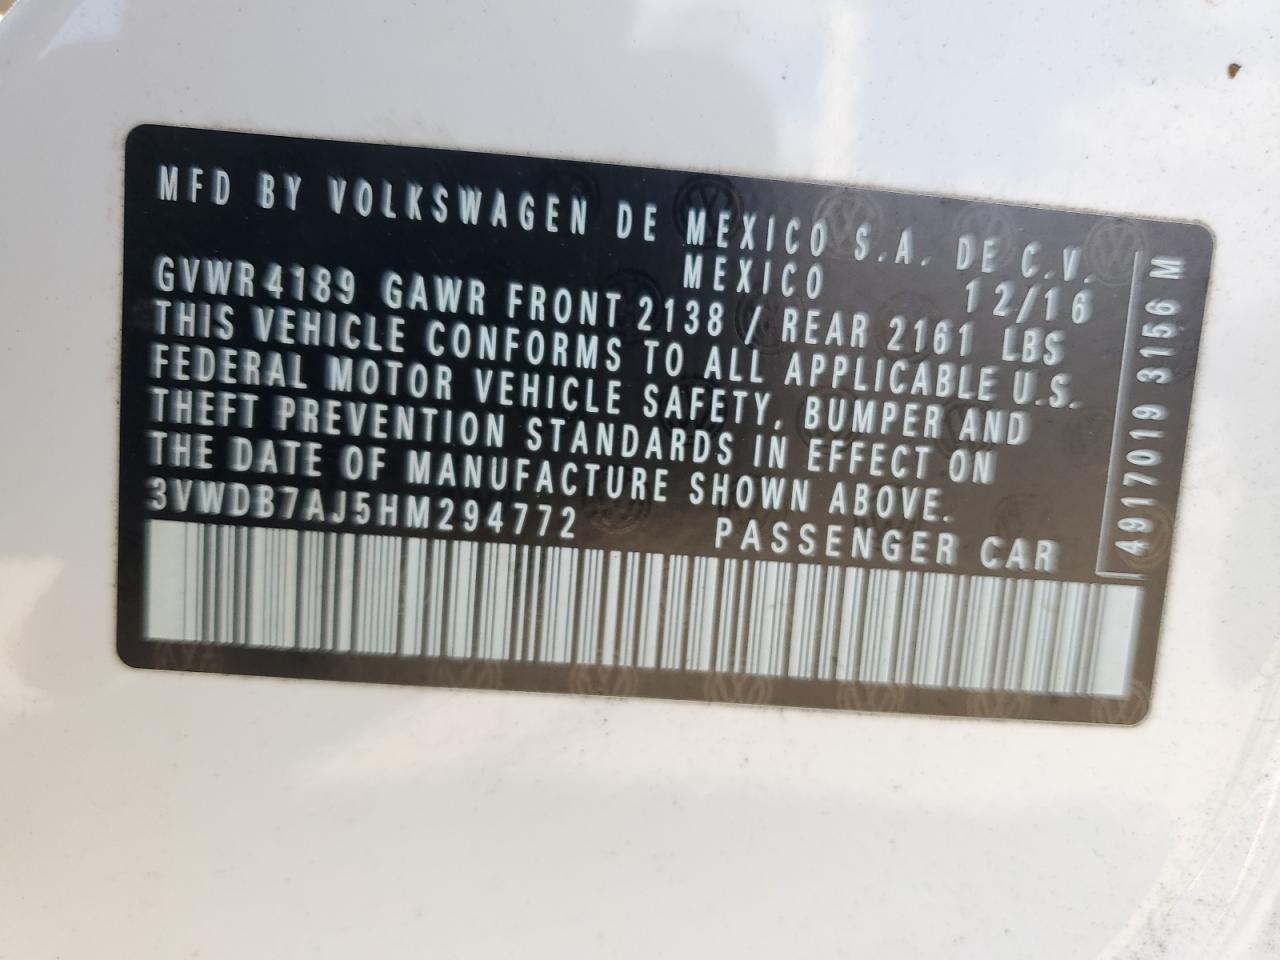 MFD BY VOLKSWAGEN DE MEXICO S.A. DE C.V.
MEXICO 12/16
GVWR4189 GAWR FRONT 2138 / REAR 2161 LBS
THIS VEHICLE CONFORMS TO ALL APPLICABLE U.S.
FEDERAL MOTOR VEHICLE SAFETY, BUMPER AND
THEFT PREVENTION STANDARDS IN EFFECT ON
THE DATE OF MANUFACTURE SHOWN ABOVE.
3VWDB7AJ5HM294772 PASSENGER CAR
4917019 3156 M